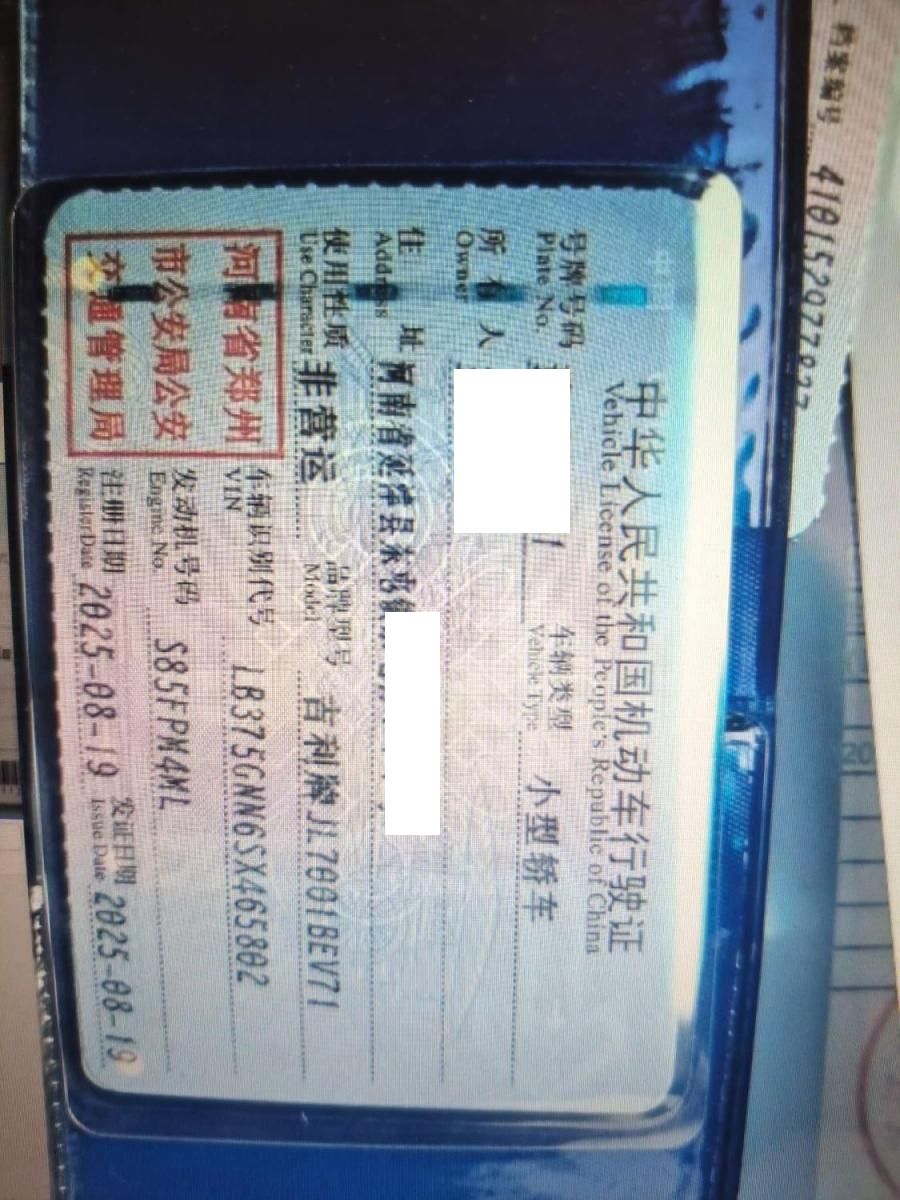 中华人民共和国机动车行驶证
Vehicle License of the People's Republic of China
号牌号码
Plate No.
车辆类型 小型轿车
Vehicle Type
所有人
Owner
住址 河南省延津县
Address
使用性质 非营运 品牌型号 吉利牌JL7001BEV71
Use Character Model
河南省郑州
市公安局公安
交通管理局
车辆识别代号 LB375GNN6SX465802
VIN
发动机号码 S85FPM4ML
Engine No.
注册日期 2025-08-19 发证日期 2025-08-19
Register Date Issue Date
档案编号
20